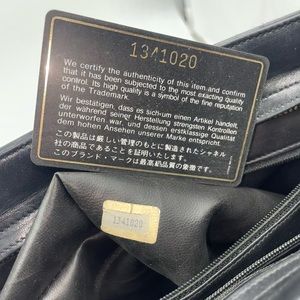 1341020
We certify the authenticity of this item and confirm
that it has been subjected to the most exacting quality
control. Its high quality is a symbol of the fine reputation
of the Trademark.
Wir bestätigen, dass es sich um einen Artikel handelt,
der während seiner Herstellung strengsten Kontrollen
unterworfen war, und dessen erstklassige Qualität
dem hohen Ansehen unserer Marke entspricht.
この製品は厳しい管理のもとに製造されたシャネル
社の商品であることを証明いたします。
このブランド・マークは最高級品質の象徴
1341020